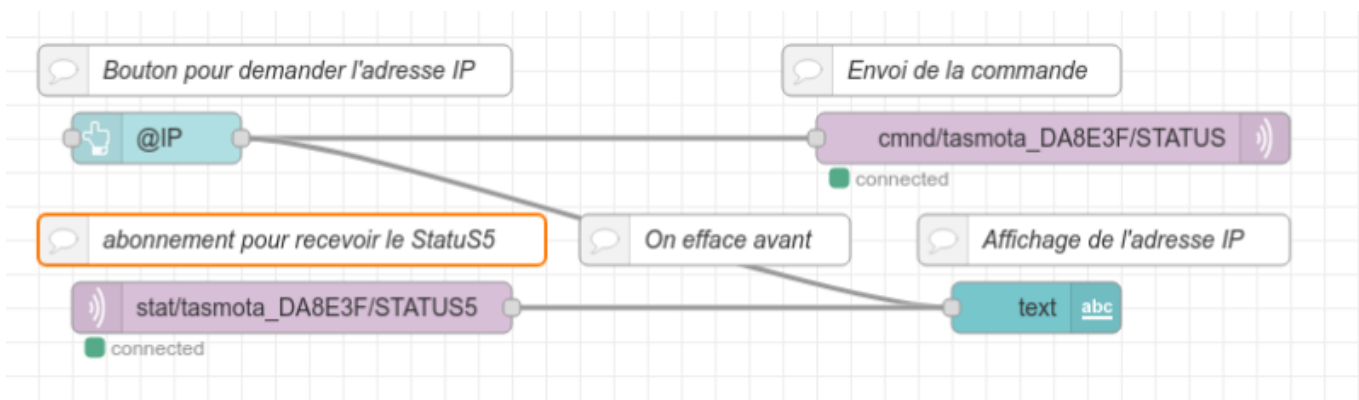 Bouton pour demander l'adresse IP
Envoi de la commande
@IP
cmnd/tasmota_DA8E3F/STATUS
connected
abonnement pour recevoir le StatuS5
On efface avant
Affichage de l'adresse IP
stat/tasmota_DA8E3F/STATUS5
text
abc
connected